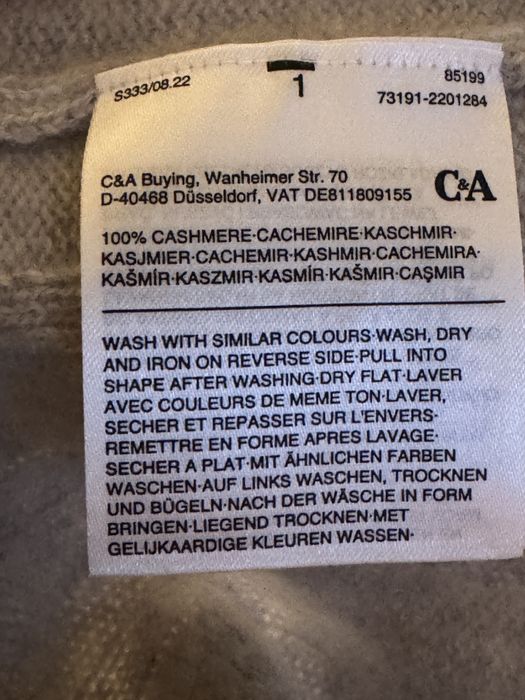 S333/08.22
1
85199
73191-2201284
C&A Buying, Wanheimer Str. 70
D-40468 Düsseldorf, VAT DE811809155
C&A
100% CASHMERE·CACHEMIRE·KASCHMIR·
KASJMIER·CACHEMIR·KASHMIR·CACHEMIRA·
KAŠMÍR·KASZMIR·KASMÍR·KAŠMIR·CAŞMIR
WASH WITH SIMILAR COLOURS·WASH, DRY
AND IRON ON REVERSE SIDE·PULL INTO
SHAPE AFTER WASHING·DRY FLAT·LAVER
AVEC COULEURS DE MEME TON·LAVER,
SECHER ET REPASSER SUR L'ENVERS·
REMETTRE EN FORME APRES LAVAGE·
SECHER A PLAT·MIT ÄHNLICHEN FARBEN
WASCHEN·AUF LINKS WASCHEN, TROCKNEN
UND BÜGELN·NACH DER WÄSCHE IN FORM
BRINGEN·LIEGEND TROCKNEN·MET
GELIJKAARDIGE KLEUREN WASSEN·